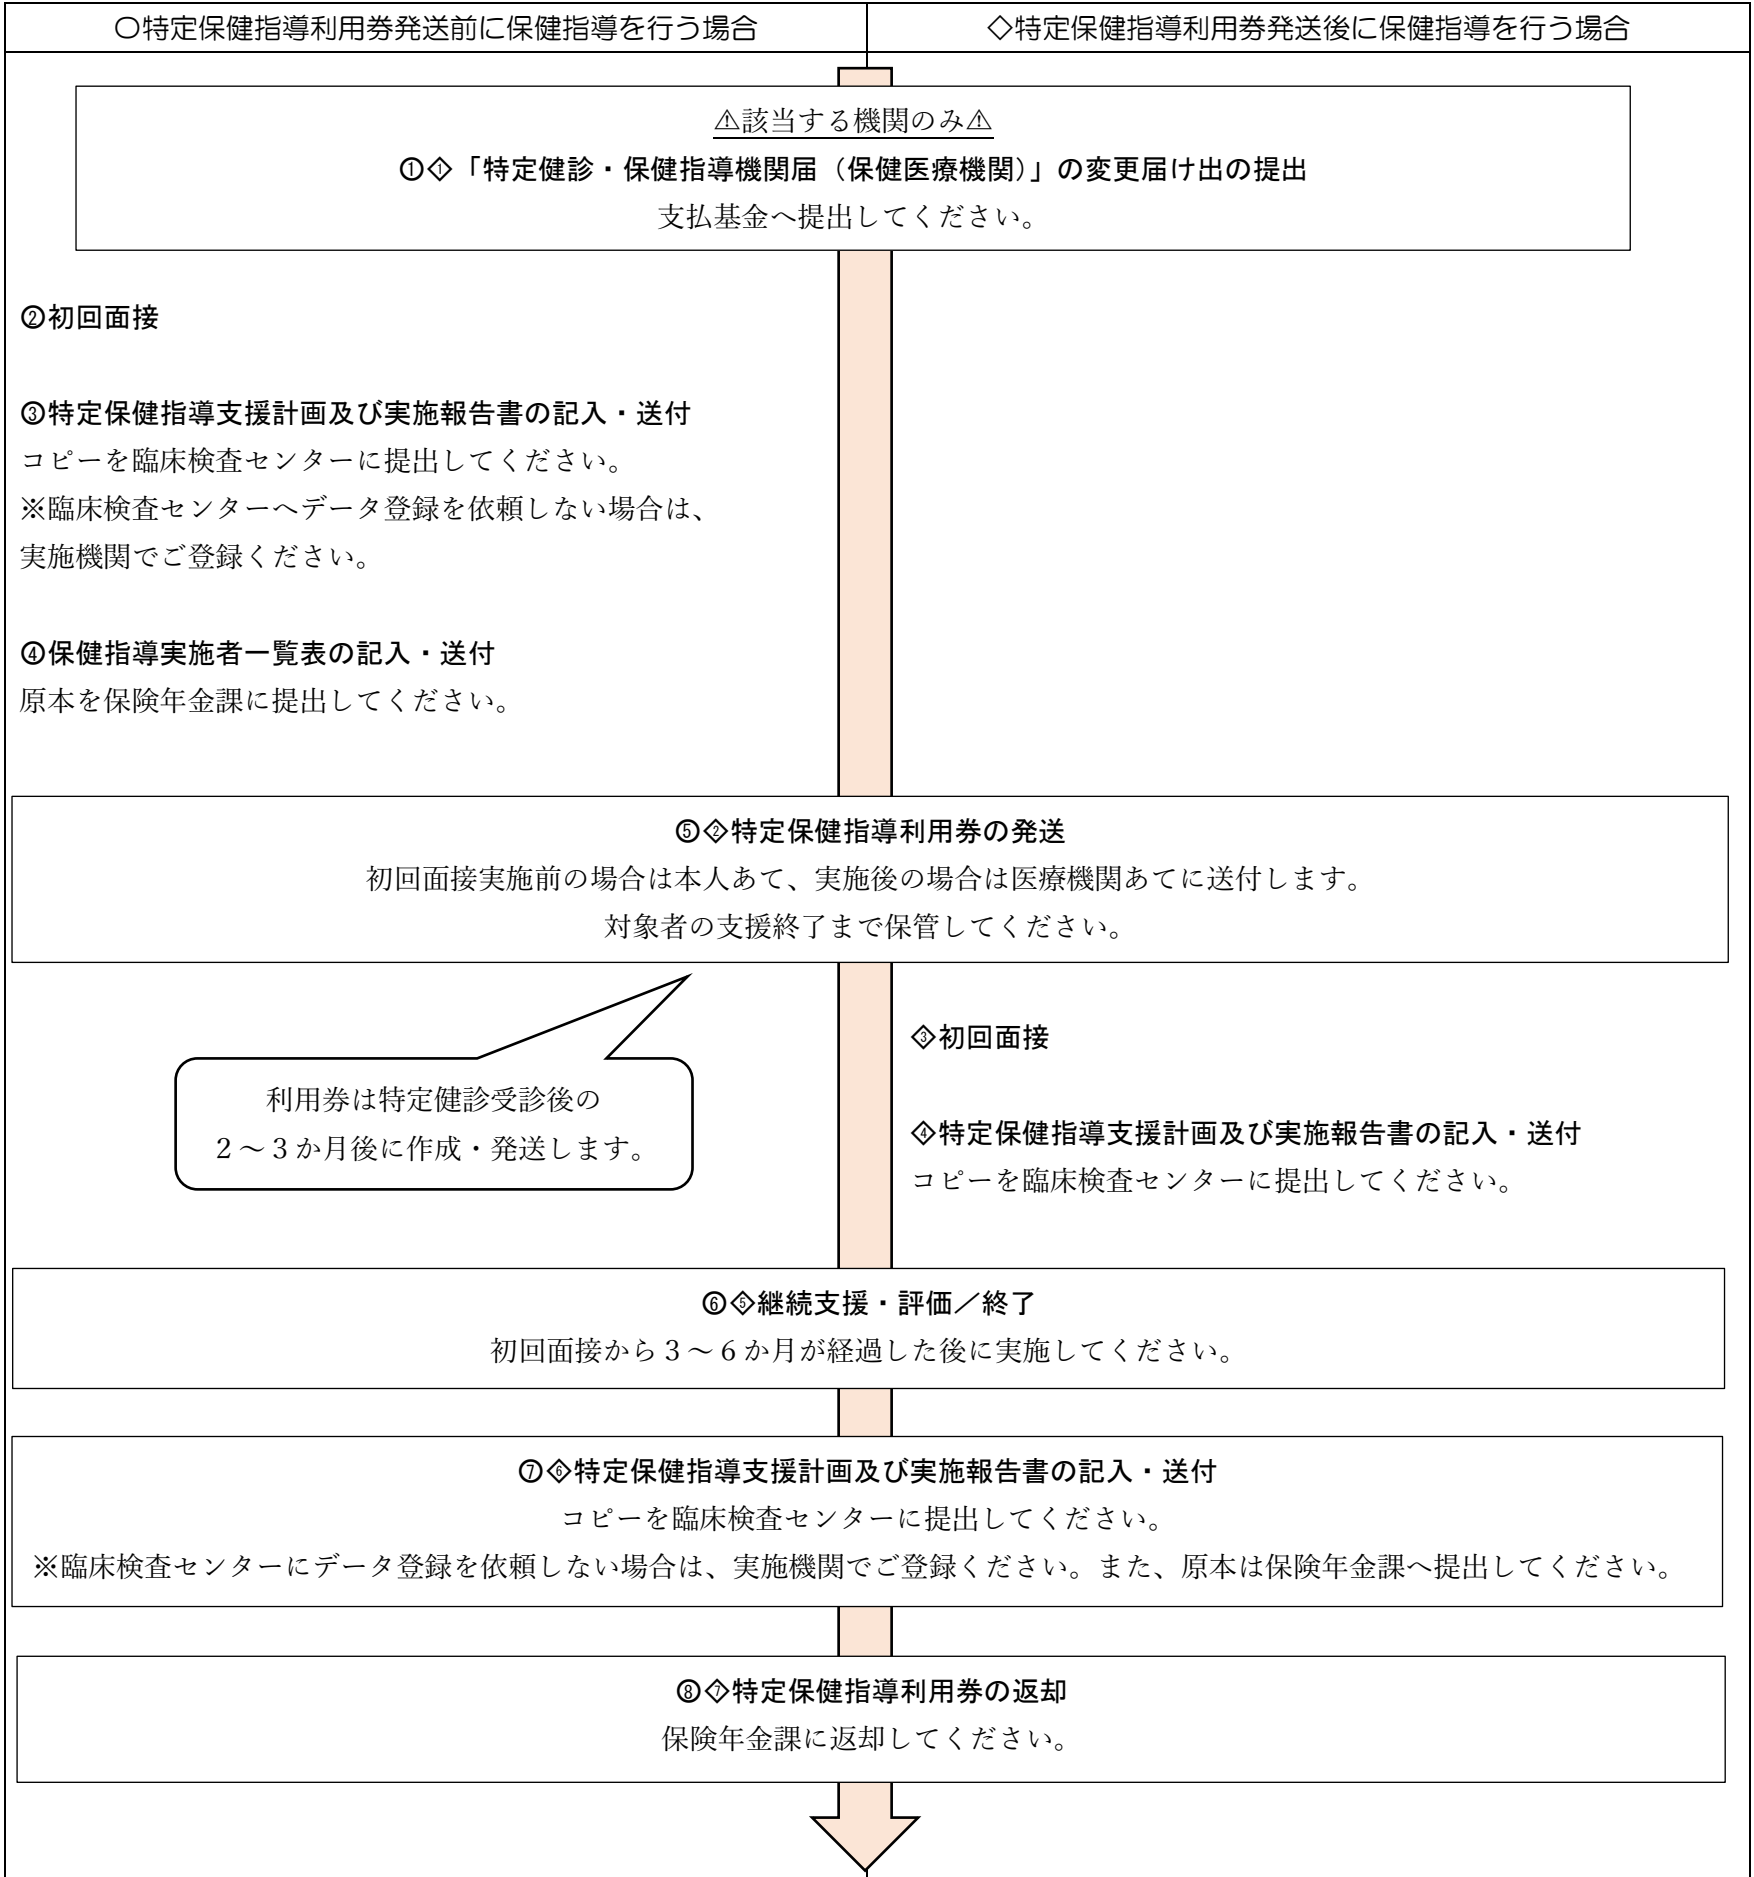 〇特定保健指導利用券発送前に保健指導を行う場合
◇特定保健指導利用券発送後に保健指導を行う場合
⚠該当する機関のみ⚠
①◇1「特定健診・保健指導機関届（保健医療機関）」の変更届け出の提出
支払基金へ提出してください。
②初回面接
③特定保健指導支援計画及び実施報告書の記入・送付
コピーを臨床検査センターに提出してください。
※臨床検査センターへデータ登録を依頼しない場合は、
実施機関でご登録ください。
④保健指導実施者一覧表の記入・送付
原本を保険年金課に提出してください。
⑤◇2特定保健指導利用券の発送
初回面接実施前の場合は本人あて、実施後の場合は医療機関あてに送付します。
対象者の支援終了まで保管してください。
利用券は特定健診受診後の
２～３か月後に作成・発送します。
◇3初回面接
◇4特定保健指導支援計画及び実施報告書の記入・送付
コピーを臨床検査センターに提出してください。
⑥◇5継続支援・評価／終了
初回面接から３～６か月が経過した後に実施してください。
⑦◇6特定保健指導支援計画及び実施報告書の記入・送付
コピーを臨床検査センターに提出してください。
※臨床検査センターにデータ登録を依頼しない場合は、実施機関でご登録ください。また、原本は保険年金課へ提出してください。
⑧◇7特定保健指導利用券の返却
保険年金課に返却してください。